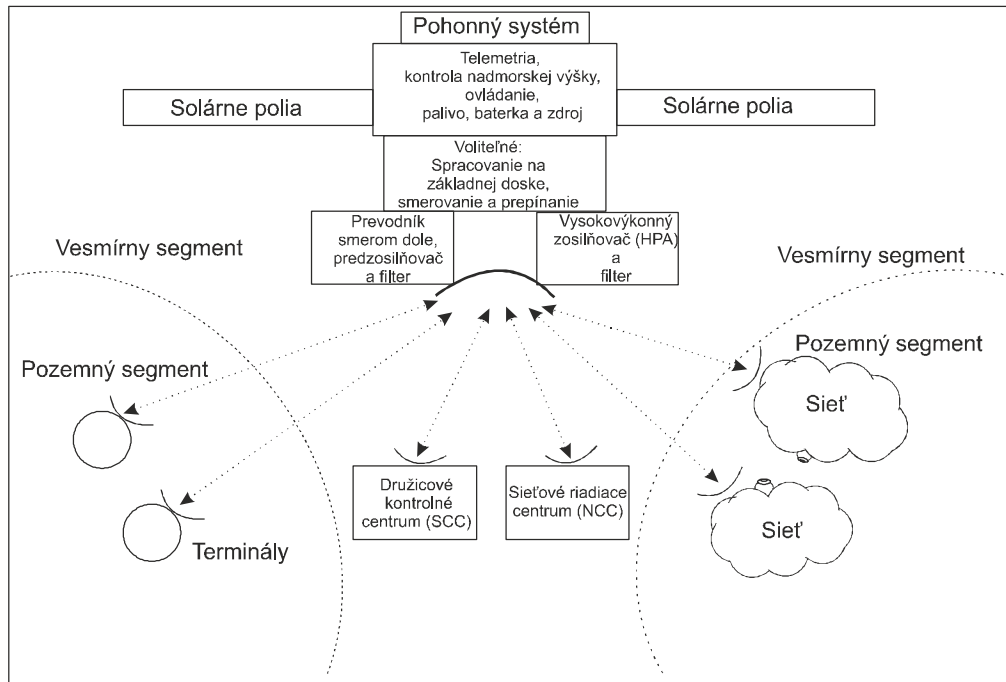 Pohonný systém
Telemetria,
kontrola nadmorskej výšky,
ovládanie,
palivo, baterka a zdroj
Solárne polia
Solárne polia
Voliteľné:
Spracovanie na
základnej doske,
smerovanie a prepínanie
Prevodník
smerom dole,
predzosilňovač
a filter
Vysokovýkonný
zosilňovač (HPA)
a
filter
Vesmírny segment
Vesmírny segment
Pozemný segment
Pozemný segment
Sieť
Družicové
kontrolné
centrum (SCC)
Sieťové riadiace
centrum (NCC)
Sieť
Terminály